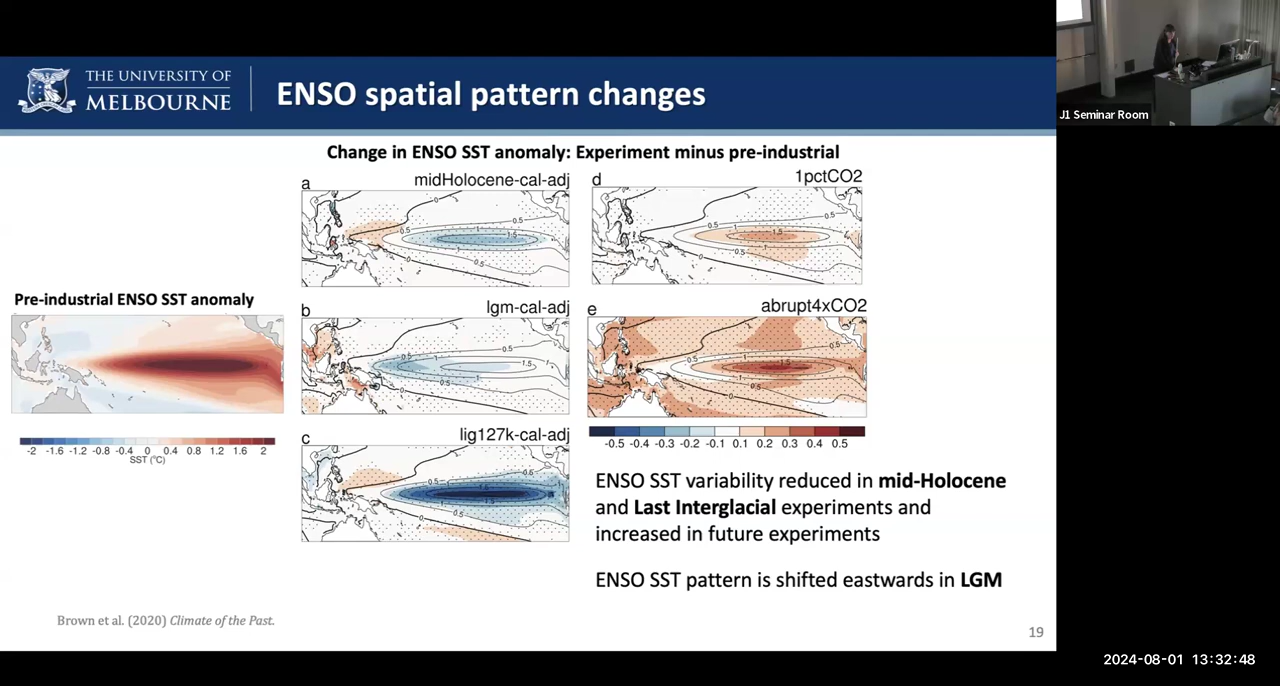 THE UNIVERSITY OF
MELBOURNE
ENSO spatial pattern changes
J1 Seminar Room
Change in ENSO SST anomaly: Experiment minus pre-industrial
a midHolocene-cal-adj
d 1pctCO2
Pre-industrial ENSO SST anomaly
b lgm-cal-adj
e abrupt4xCO2
-2 -1.6 -1.2 -0.8 -0.4 0 0.4 0.8 1.2 1.6 2
SST (°C)
c lig127k-cal-adj
-0.5 -0.4 -0.3 -0.2 -0.1 0.1 0.2 0.3 0.4 0.5
ENSO SST variability reduced in mid-Holocene
and Last Interglacial experiments and
increased in future experiments
ENSO SST pattern is shifted eastwards in LGM
Brown et al. (2020) Climate of the Past.
19
2024-08-01 13:32:48